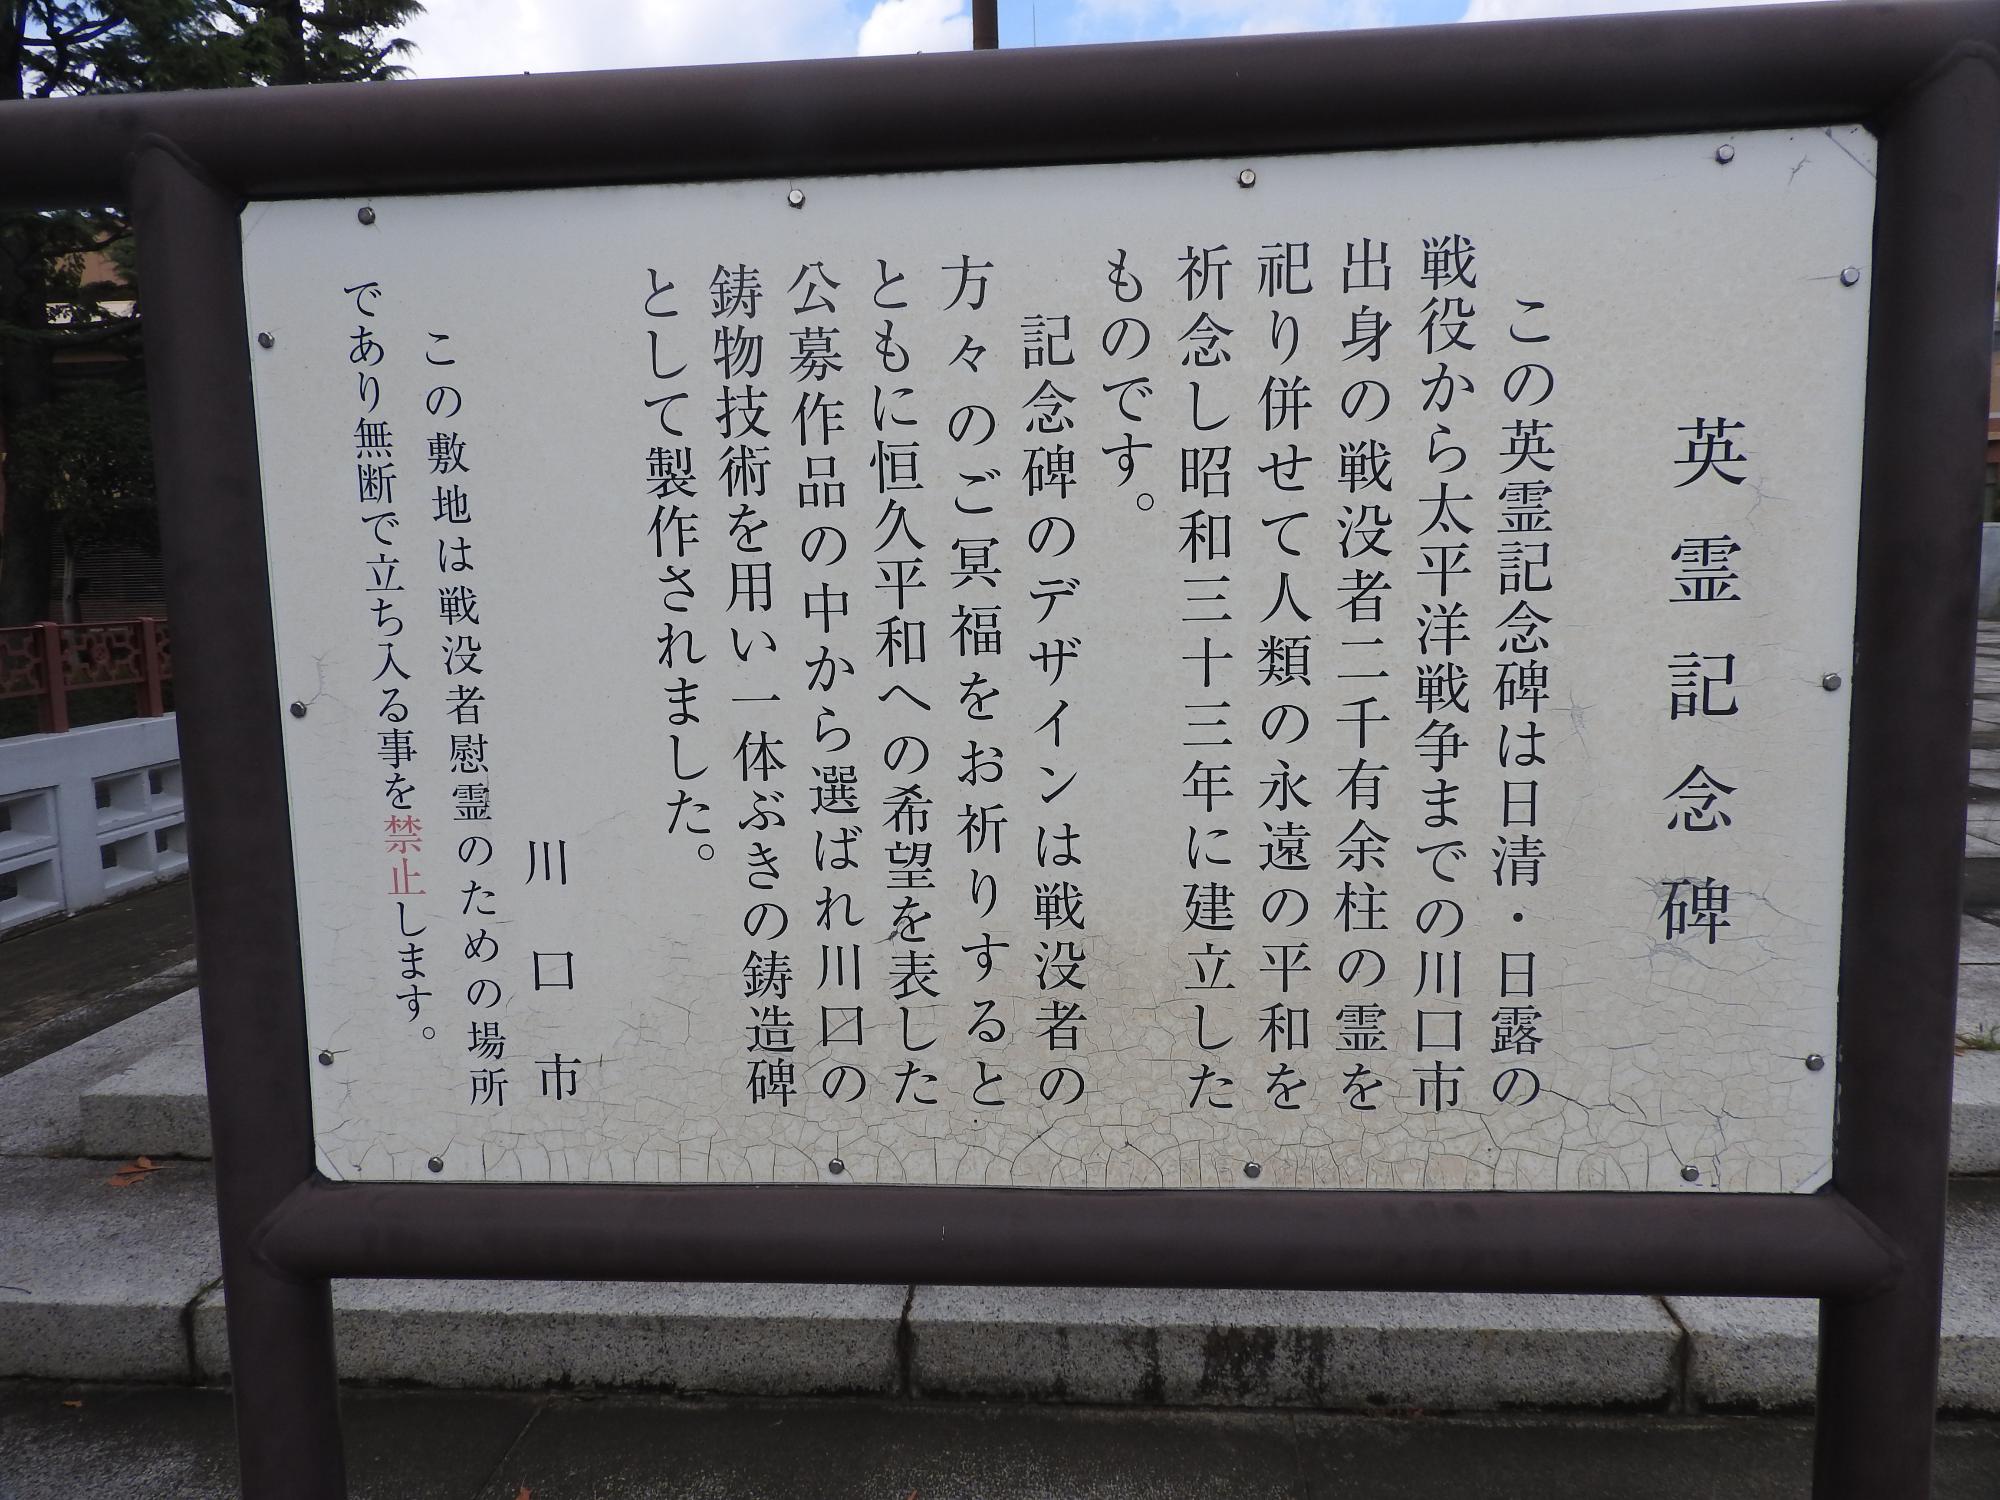 英霊記念碑
この英霊記念碑は日清・日露の
戦役から太平洋戦争までの川口市
出身の戦没者二千有余柱の霊を
祀り併せて人類の永遠の平和を
祈念し昭和三十三年に建立した
ものです。
記念碑のデザインは戦没者の
方々のご冥福をお祈りすると
ともに恒久平和への希望を表した
公募作品の中から選ばれ川口の
鋳物技術を用い一体ぶきの鋳造碑
として製作されました。
川口市
この敷地は戦没者慰霊のための場所
であり無断で立ち入る事を禁止します。